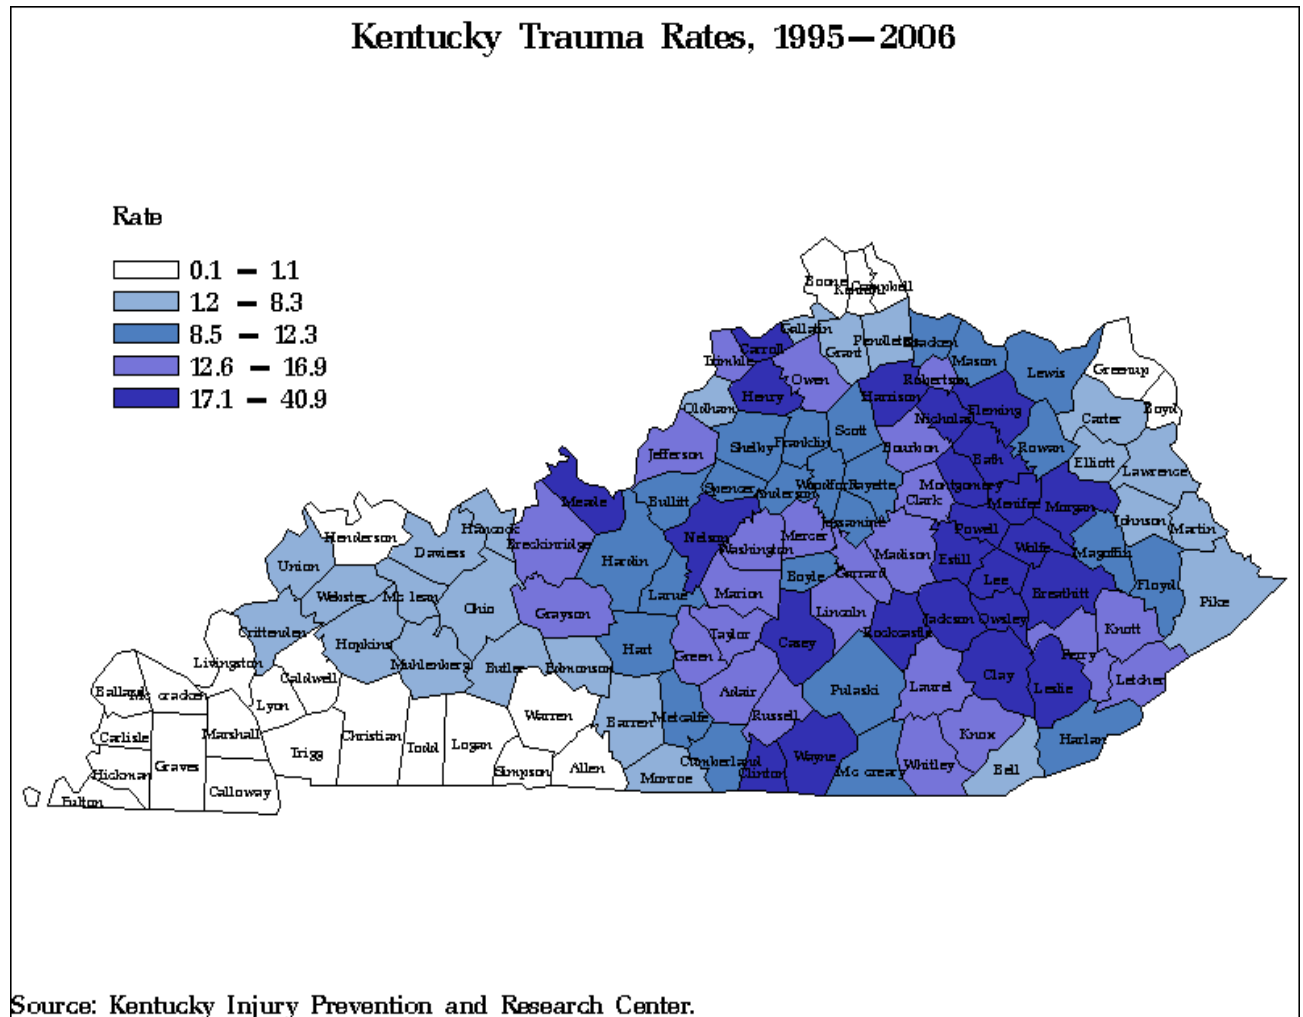 Kentucky Trauma Rates, 1995—2006
Rate
0.1 — 1.1
1.2 — 8.3
8.5 — 12.3
12.6 — 16.9
17.1 — 40.9
Boone
Campbell
Gallatin
Carroll
Trimble
Grant
Owen
Mason
Lewis
Greenup
Henry
Harrison
Robertson
Nicholas
Fleming
Boyd
Carter
Oldham
Shelby
Franklin
Scott
Bourbon
Rowan
Elliott
Lawrence
Jefferson
Bath
Montgomery
Clark
Menifee
Morgan
Meade
Bullitt
Spencer
Anderson
Fayette
Jessamine
Johnson
Martin
Henderson
Hancock
Daviess
Breckinridge
Nelson
Washington
Mercer
Madison
Powell
Estill
Wolfe
Magoffin
Union
Hardin
Boyle
Garrard
Lee
Floyd
Webster
Mc lean
Ohio
Grayson
Larue
Marion
Lincoln
Breathitt
Pike
Crittenden
Hopkins
Muhlenberg
Butler
Edmonson
Hart
Taylor
Green
Casey
Rockcastle
Jackson
Owsley
Knott
Perry
Livingston
Caldwell
Lyon
Ballard
Mc cracken
Adair
Pulaski
Laurel
Clay
Leslie
Letcher
Carlisle
Marshall
Trigg
Christian
Todd
Logan
Warren
Barren
Metcalfe
Russell
Knox
Harlan
Hickman
Graves
Simpson
Allen
Monroe
Cumberland
Clinton
Wayne
Mc creary
Whitley
Bell
Fulton
Calloway
Source: Kentucky Injury Prevention and Research Center.